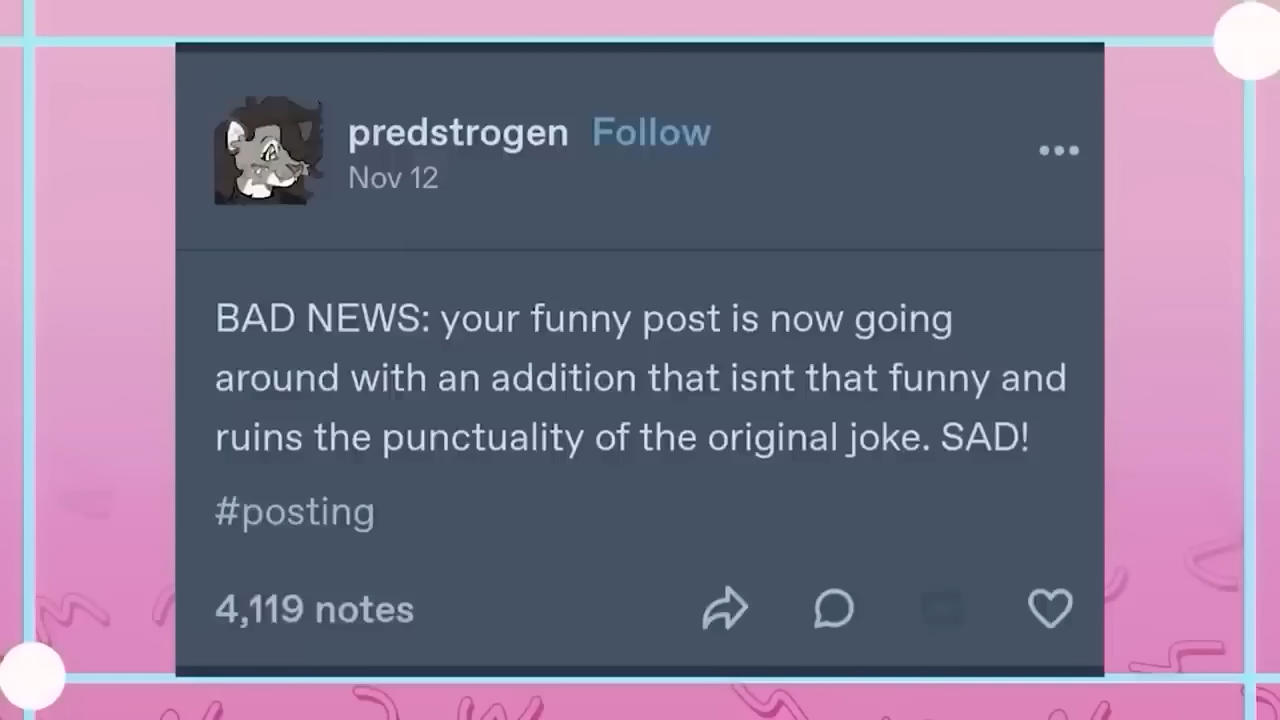 predstrogen Follow
Nov 12
BAD NEWS: your funny post is now going
around with an addition that isnt that funny and
ruins the punctuality of the original joke. SAD!
#posting
4,119 notes